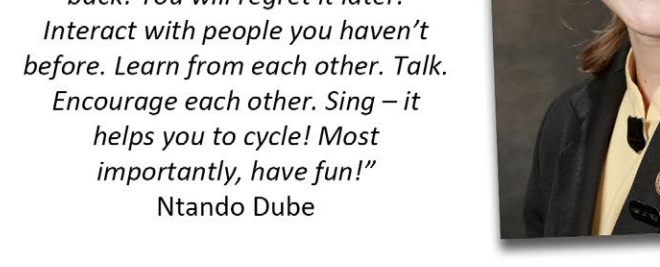 back. You will regret it later.
Interact with people you haven't
before. Learn from each other. Talk.
Encourage each other. Sing – it
helps you to cycle! Most
importantly, have fun!”
Ntando Dube